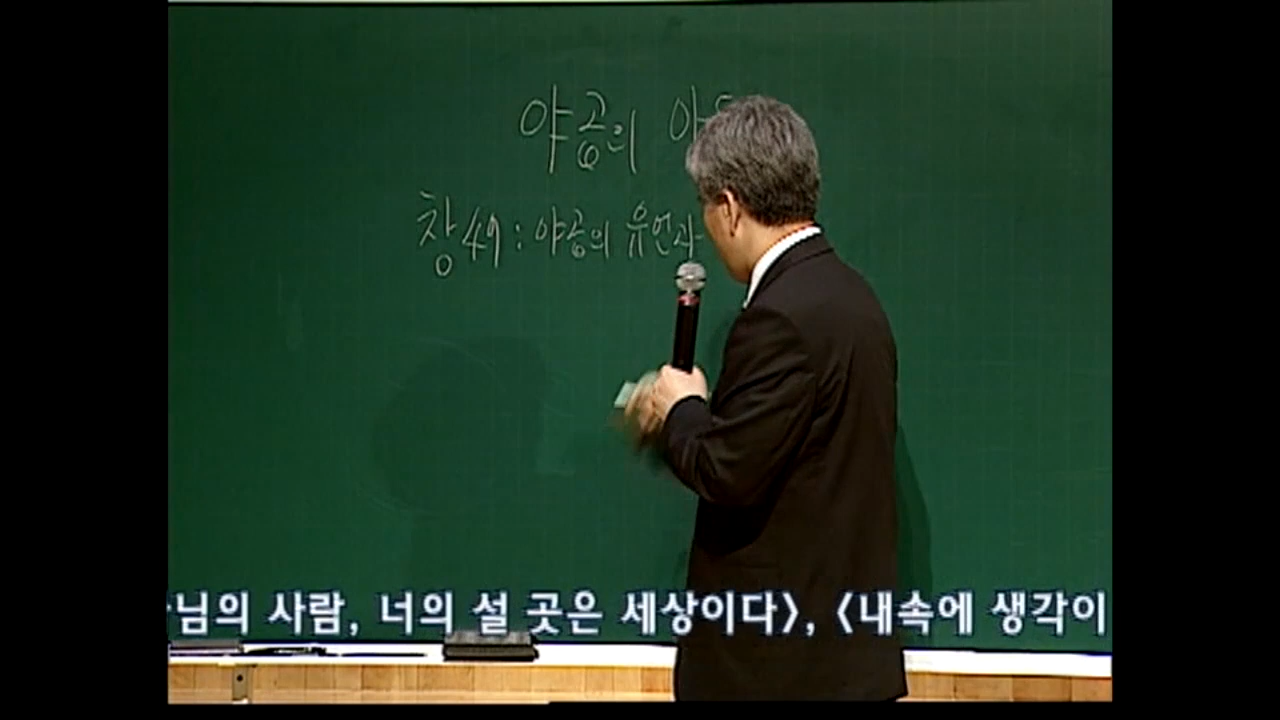 야곱의
창49 : 야곱의 유언과
님의 사람, 너의 설 곳은 세상이다>, <내속에 생각이